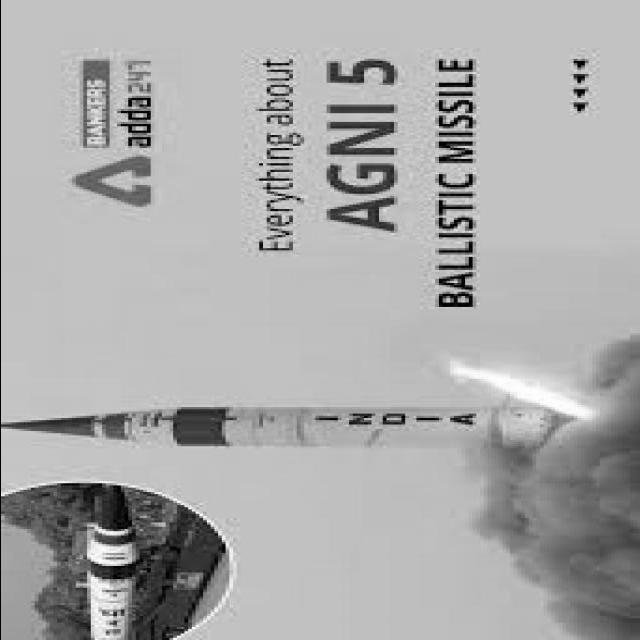 BANKERS
adda247
Everything about
AGNI 5
BALLISTIC MISSILE
INDIA